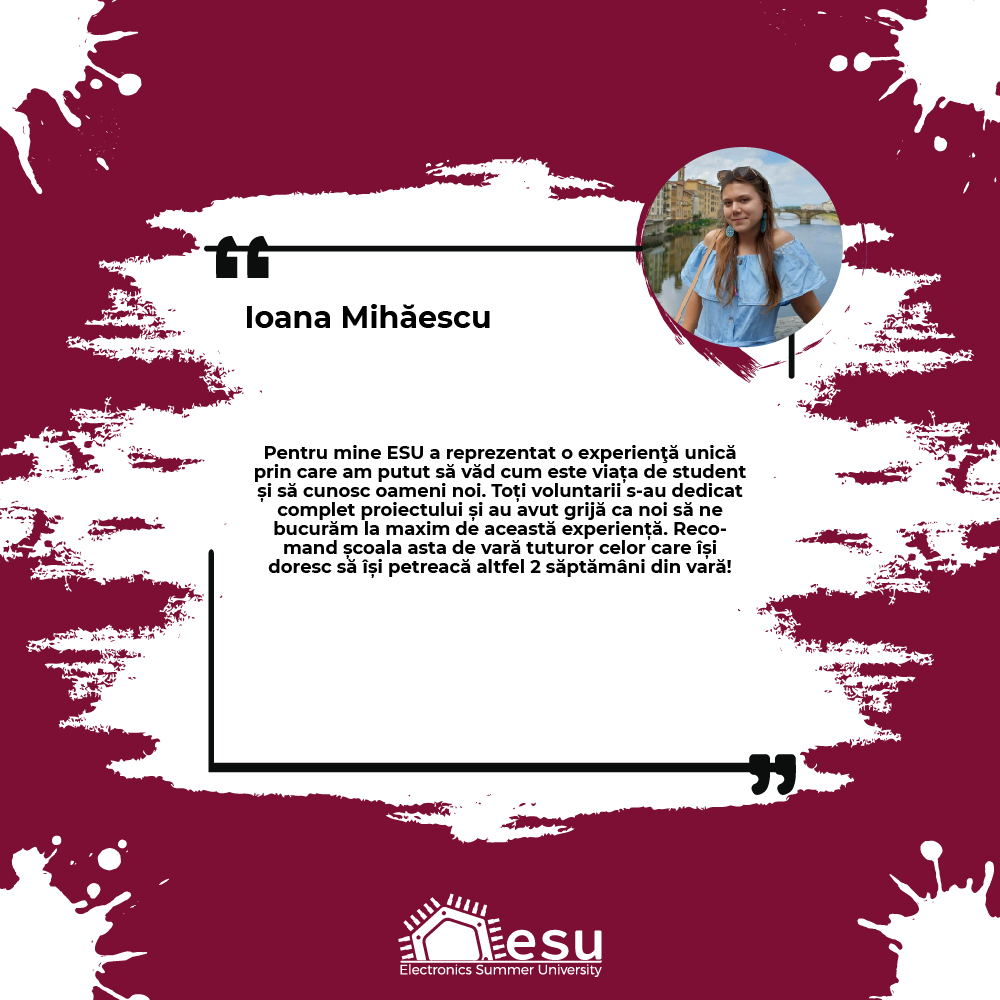 Ioana Mihăescu
Pentru mine ESU a reprezentat o experienţă unică
prin care am putut să văd cum este viața de student
și să cunosc oameni noi. Toți voluntarii s-au dedicat
complet proiectului și au avut grijă ca noi să ne
bucurăm la maxim de această experiență. Reco-
mand școala asta de vară tuturor celor care își
doresc să își petreacă altfel 2 săptămâni din vară!
esu
Electronics Summer University